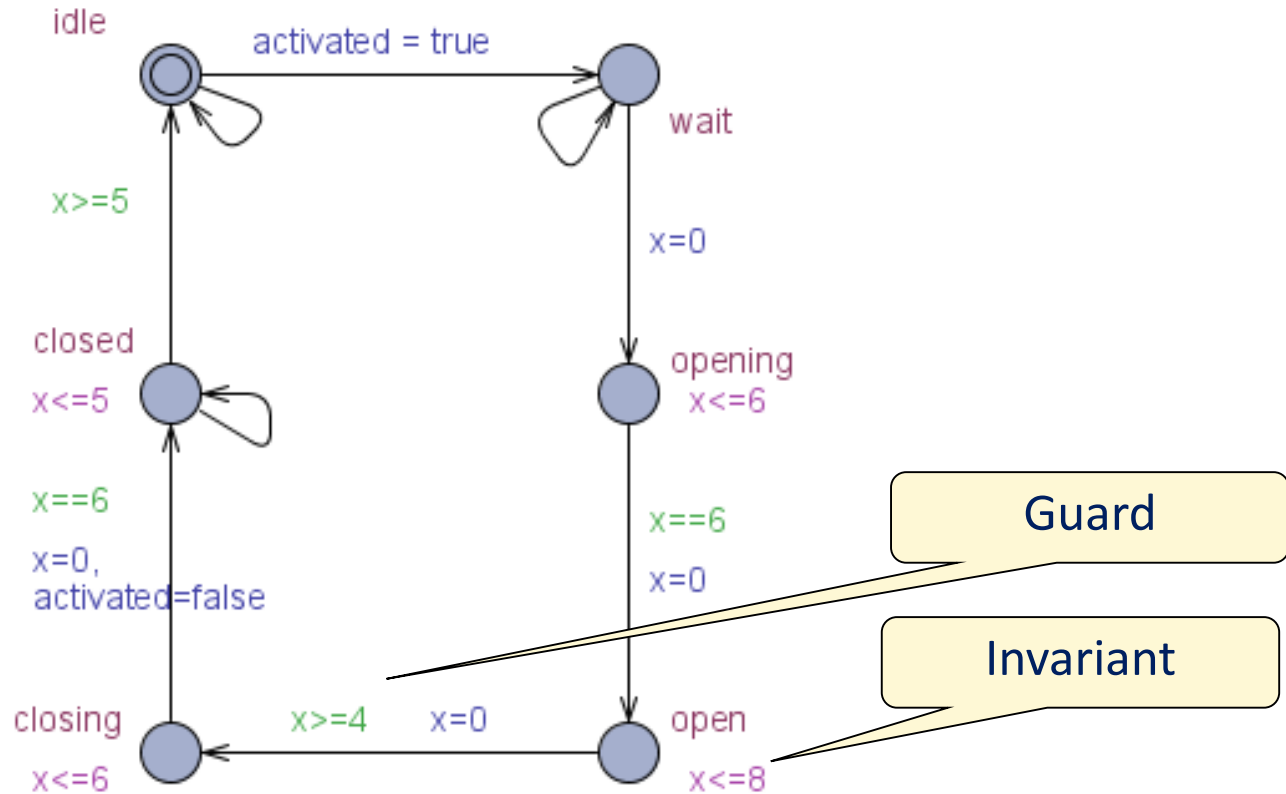 idle
activated = true
wait
x>=5
x=0
closed
x<=5
opening
x<=6
x==6
x=0,
activated=false
x==6
x=0
Guard
Invariant
closing
x<=6
x>=4
x=0
open
x<=8